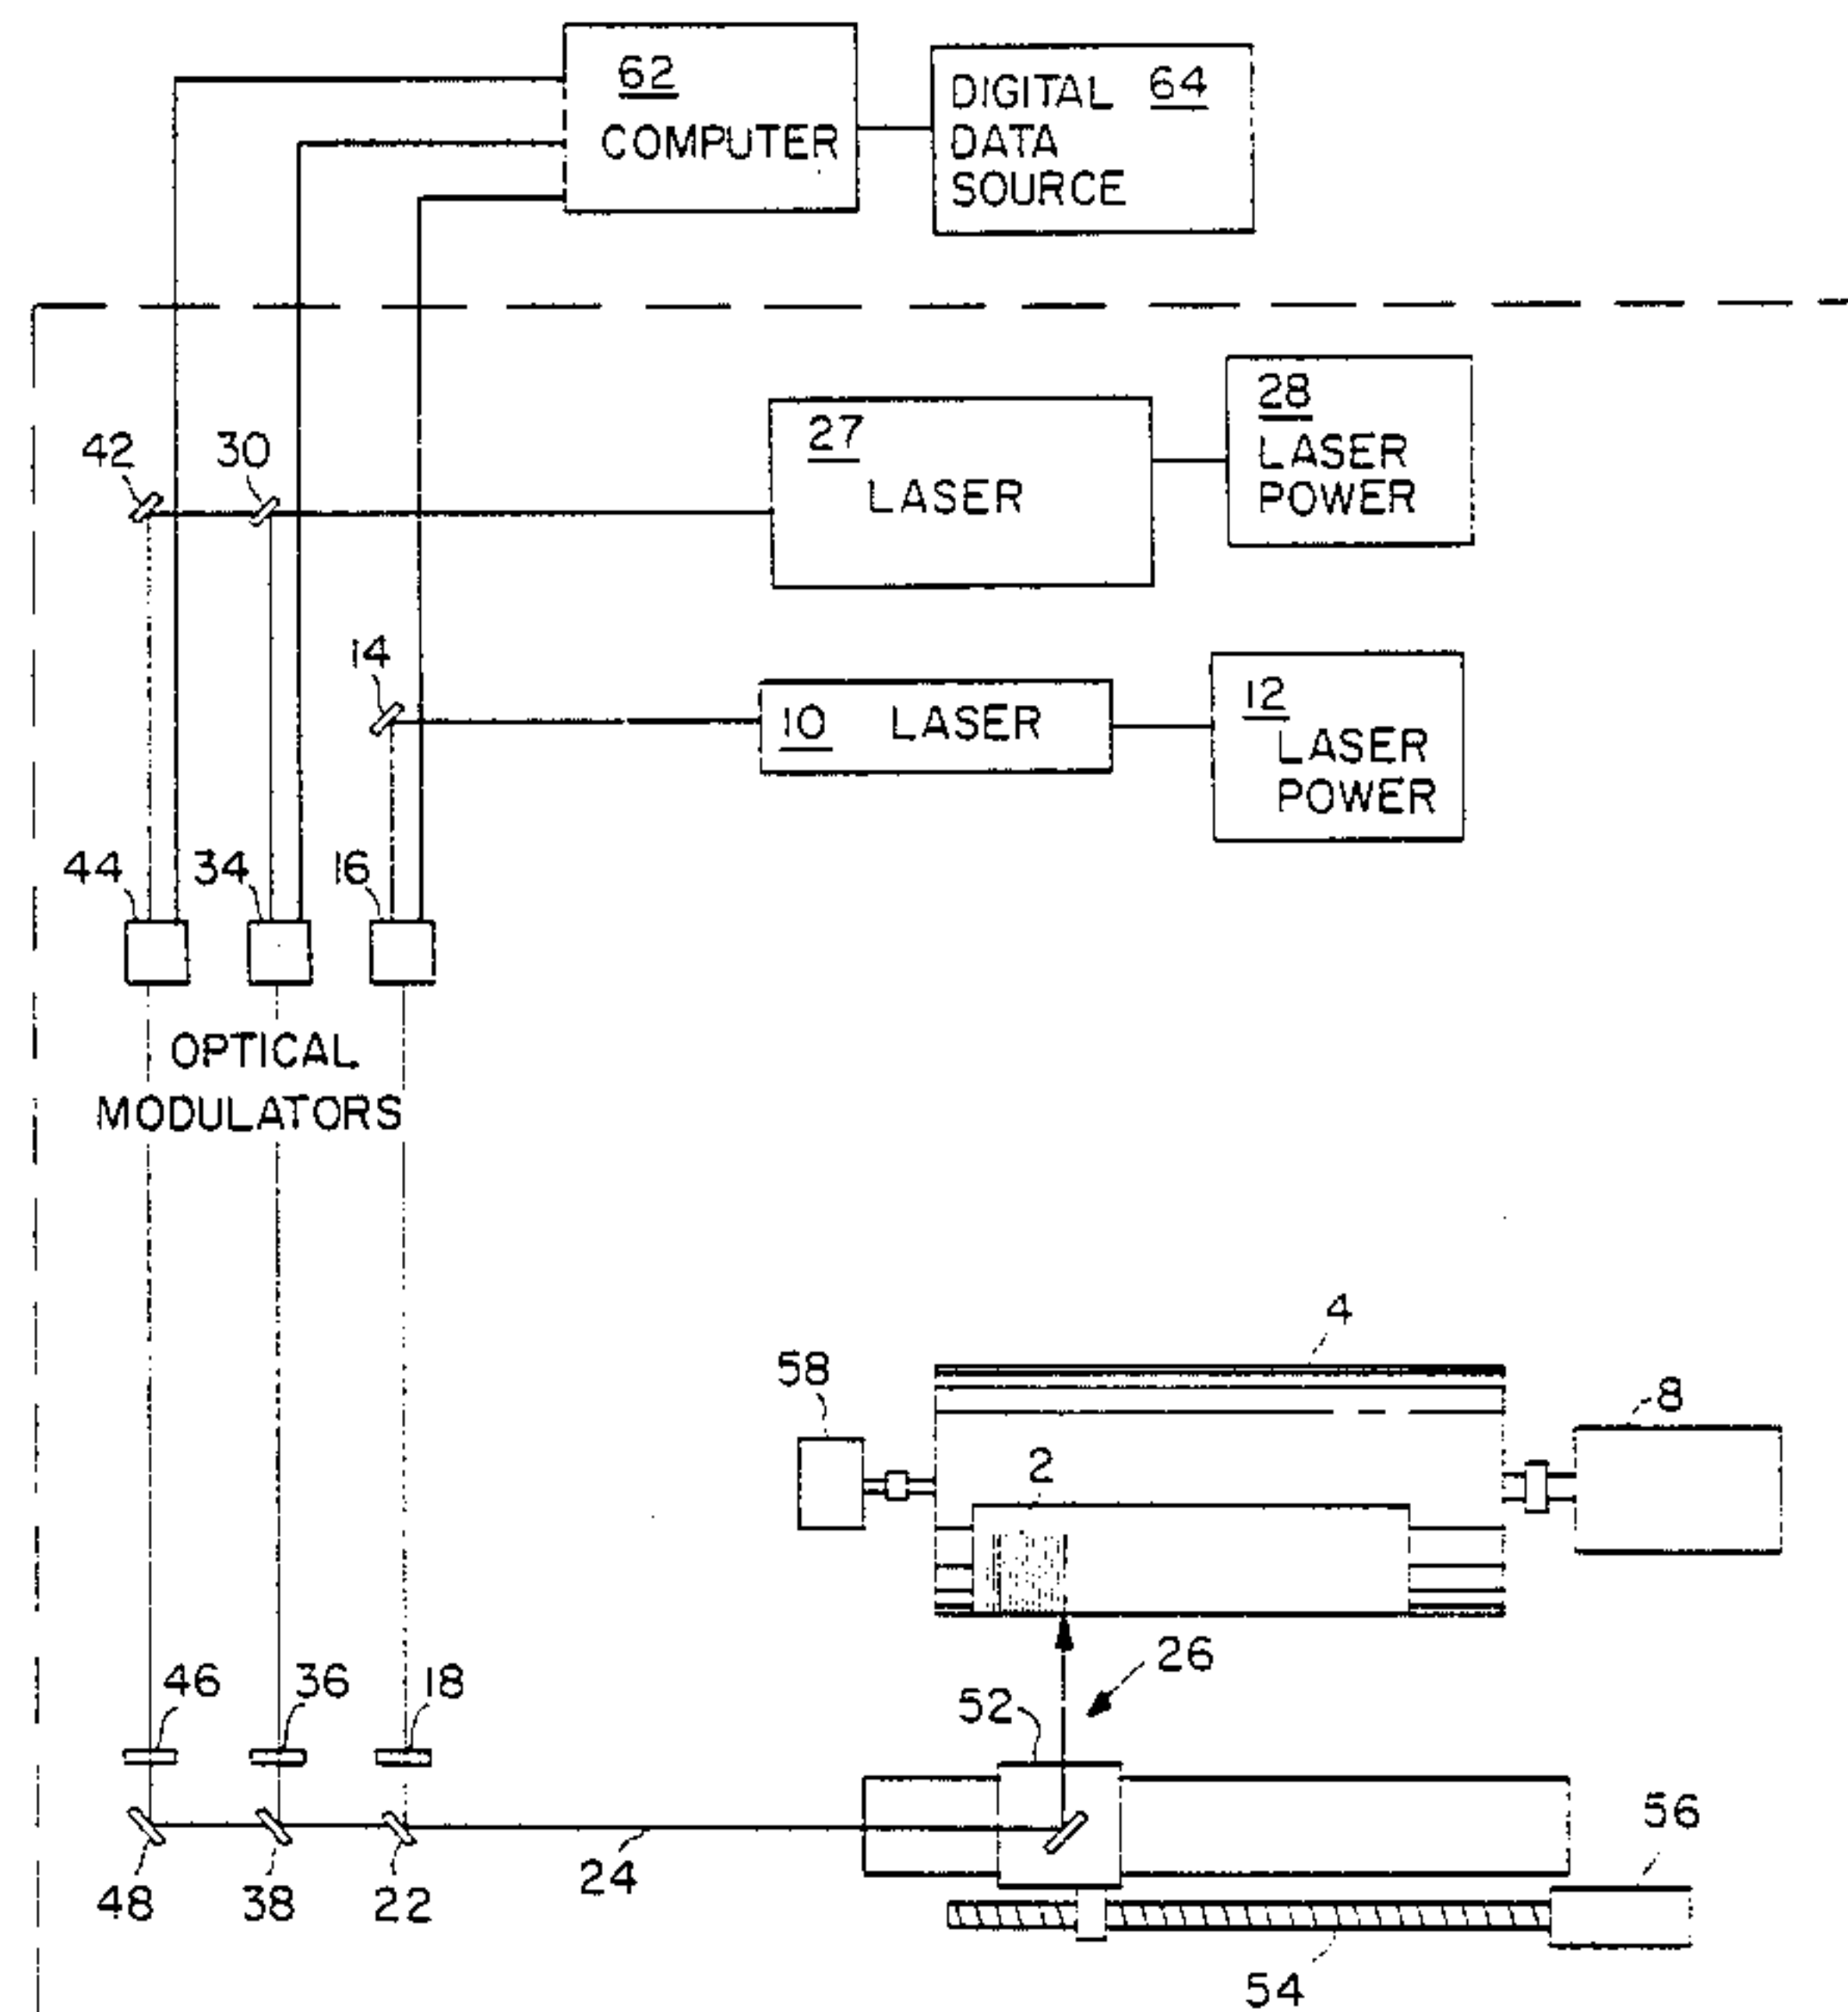 62
COMPUTER
DIGITAL 64
DATA
SOURCE
28
LASER
POWER
27
LASER
42
30
14
10 LASER
12
LASER
POWER
44
34
16
OPTICAL
MODULATORS
4
58
8
2
26
46
36
18
52
56
48
38
22
24
54